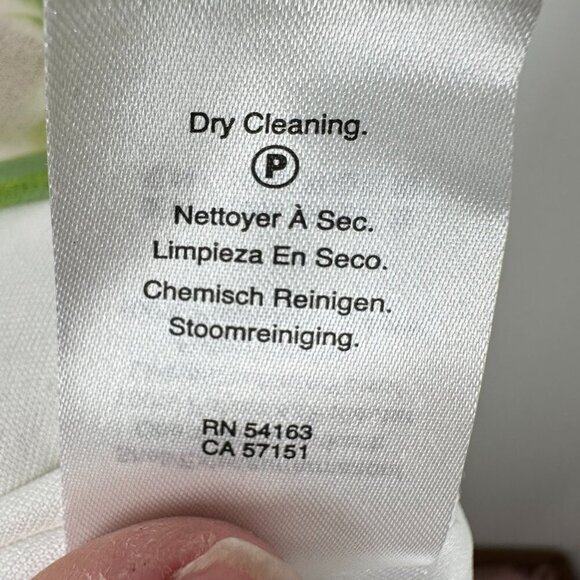 Dry Cleaning.
P
Nettoyer À Sec.
Limpieza En Seco.
Chemisch Reinigen.
Stoomreiniging.
RN 54163
CA 57151